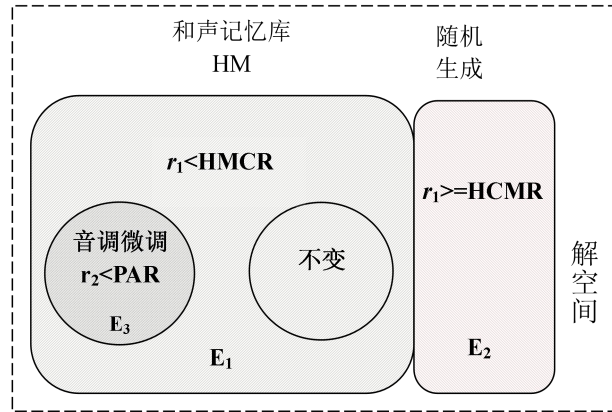 和声记忆库
HM
随机
生成
r₁<HMCR
r₁>=HCMR
音调微调
r₂<PAR
E₃
不变
E₁
E₂
解空间